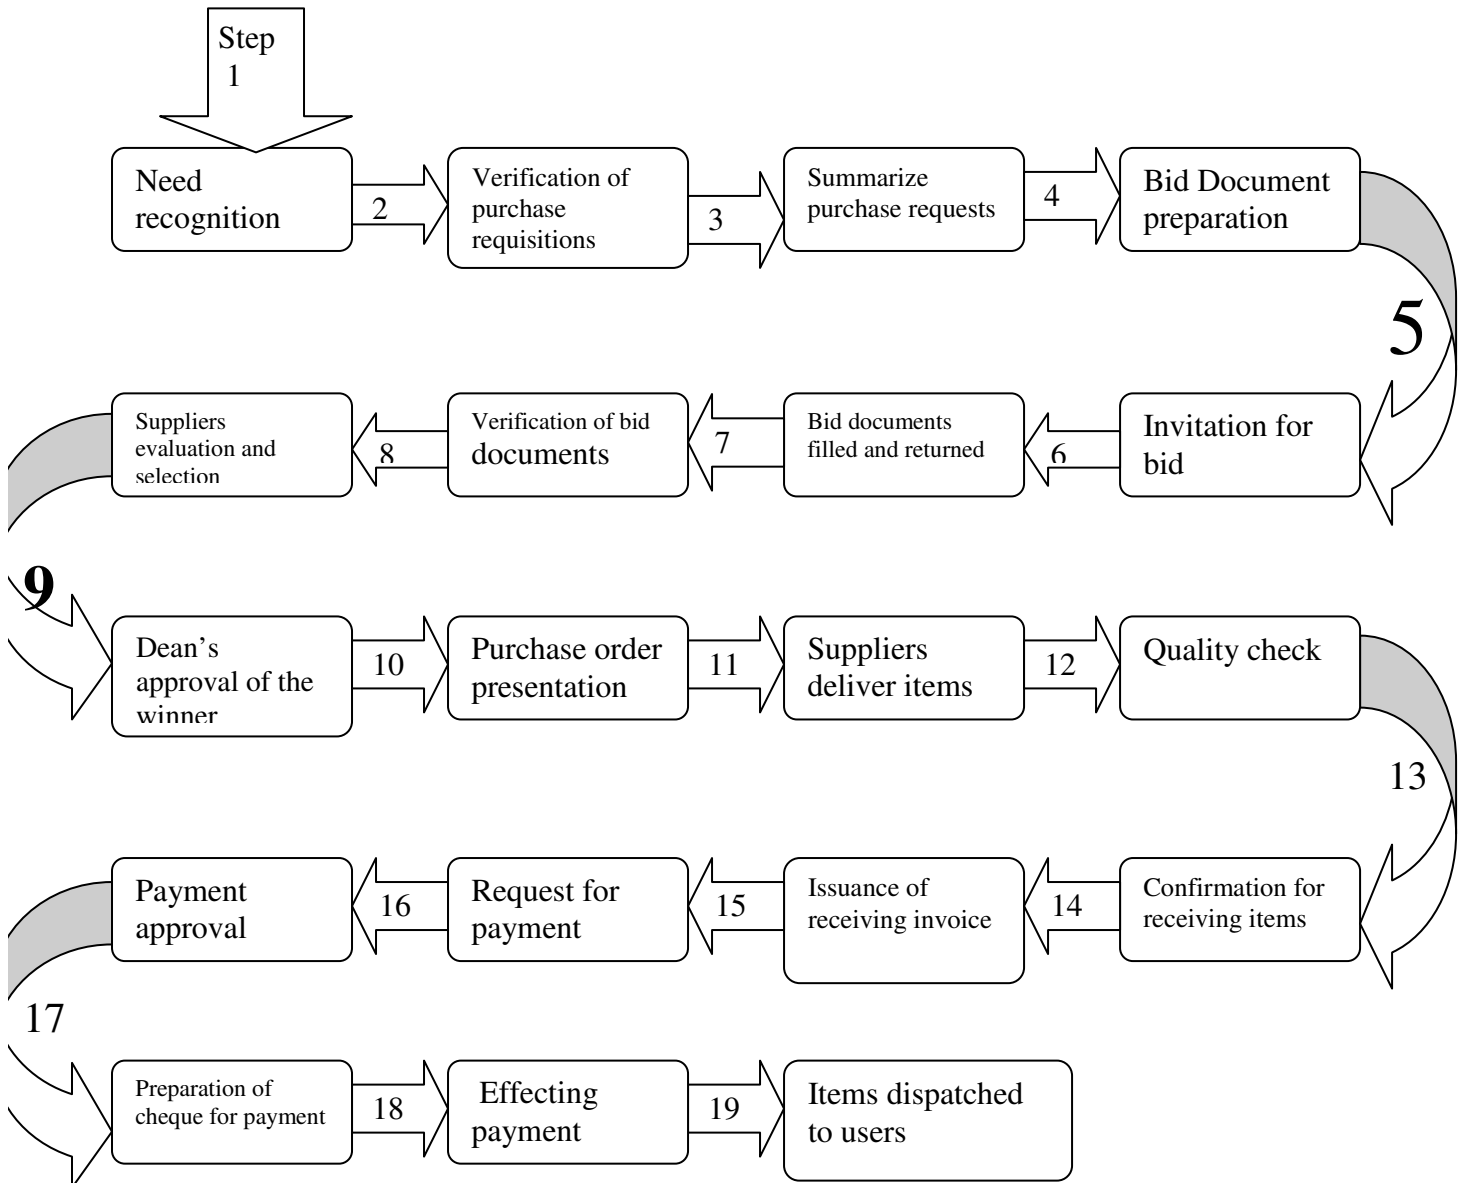 Step
1
Need
recognition
2
Verification of
purchase
requisitions
3
Summarize
purchase requests
4
Bid Document
preparation
5
Invitation for
bid
6
Bid documents
filled and returned
7
Verification of bid
documents
8
Suppliers
evaluation and
selection
9
Dean's
approval of the
winner
10
Purchase order
presentation
11
Suppliers
deliver items
12
Quality check
13
Confirmation for
receiving items
14
Issuance of
receiving invoice
15
Request for
payment
16
Payment
approval
17
Preparation of
cheque for payment
18
Effecting
payment
19
Items dispatched
to users